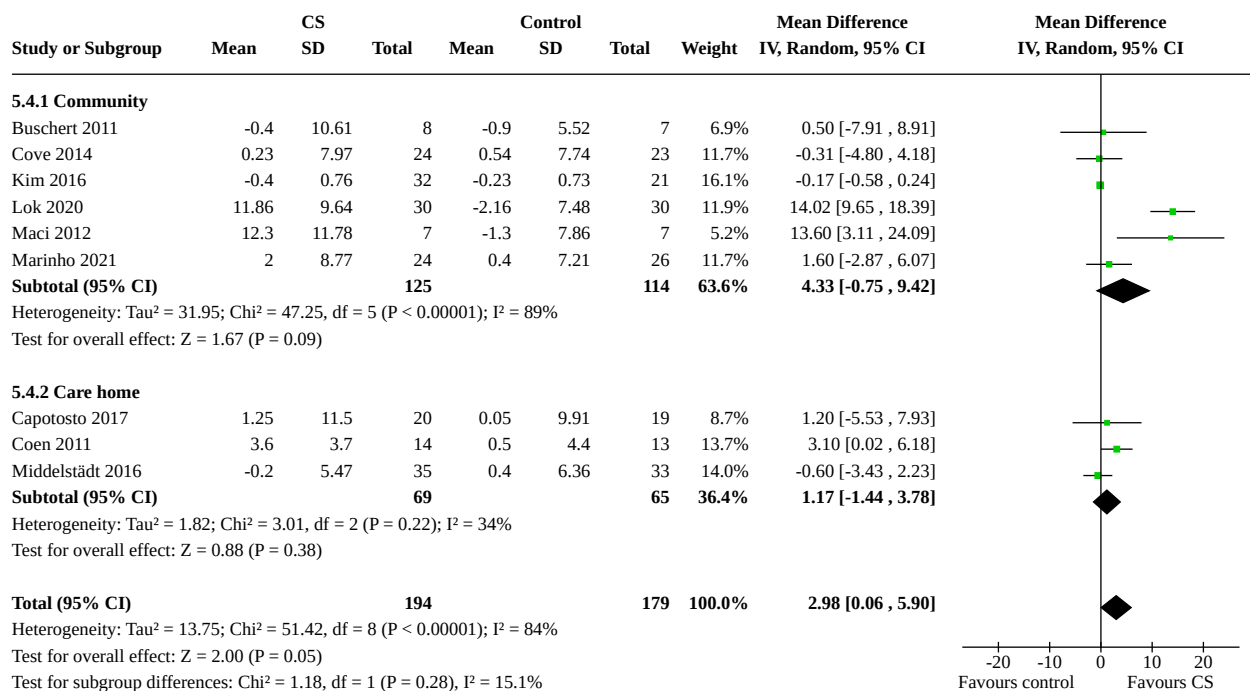 CS Control Mean Difference Mean Difference
Study or Subgroup Mean SD Total Mean SD Total Weight IV, Random, 95% CI IV, Random, 95% CI
5.4.1 Community
Buschert 2011 -0.4 10.61 8 -0.9 5.52 7 6.9% 0.50 [-7.91 , 8.91]
Cove 2014 0.23 7.97 24 0.54 7.74 23 11.7% -0.31 [-4.80 , 4.18]
Kim 2016 -0.4 0.76 32 -0.23 0.73 21 16.1% -0.17 [-0.58 , 0.24]
Lok 2020 11.86 9.64 30 -2.16 7.48 30 11.9% 14.02 [9.65 , 18.39]
Maci 2012 12.3 11.78 7 -1.3 7.86 7 5.2% 13.60 [3.11 , 24.09]
Marinho 2021 2 8.77 24 0.4 7.21 26 11.7% 1.60 [-2.87 , 6.07]
Subtotal (95% CI) 125 114 63.6% 4.33 [-0.75 , 9.42]
Heterogeneity: Tau² = 31.95; Chi² = 47.25, df = 5 (P < 0.00001); I² = 89%
Test for overall effect: Z = 1.67 (P = 0.09)
5.4.2 Care home
Capotosto 2017 1.25 11.5 20 0.05 9.91 19 8.7% 1.20 [-5.53 , 7.93]
Coen 2011 3.6 3.7 14 0.5 4.4 13 13.7% 3.10 [0.02 , 6.18]
Middelstädt 2016 -0.2 5.47 35 0.4 6.36 33 14.0% -0.60 [-3.43 , 2.23]
Subtotal (95% CI) 69 65 36.4% 1.17 [-1.44 , 3.78]
Heterogeneity: Tau² = 1.82; Chi² = 3.01, df = 2 (P = 0.22); I² = 34%
Test for overall effect: Z = 0.88 (P = 0.38)
Total (95% CI) 194 179 100.0% 2.98 [0.06 , 5.90]
Heterogeneity: Tau² = 13.75; Chi² = 51.42, df = 8 (P < 0.00001); I² = 84%
Test for overall effect: Z = 2.00 (P = 0.05)
Test for subgroup differences: Chi² = 1.18, df = 1 (P = 0.28), I² = 15.1%
-20 -10 0 10 20
Favours control Favours CS